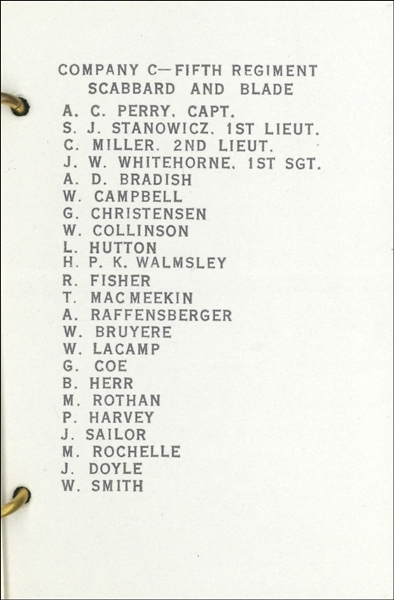 COMPANY C—FIFTH REGIMENT
SCABBARD AND BLADE
A. C. PERRY, CAPT.
S. J. STANOWICZ, 1ST LIEUT.
C. MILLER, 2ND LIEUT.
J. W. WHITEHORNE, 1ST SGT.
A. D. BRADISH
W. CAMPBELL
G. CHRISTENSEN
W. COLLINSON
L. HUTTON
H. P. K. WALMSLEY
R. FISHER
T. MACMEEKIN
A. RAFFENSBERGER
W. BRUYERE
W. LACAMP
G. COE
B. HERR
M. ROTHAN
P. HARVEY
J. SAILOR
M. ROCHELLE
J. DOYLE
W. SMITH